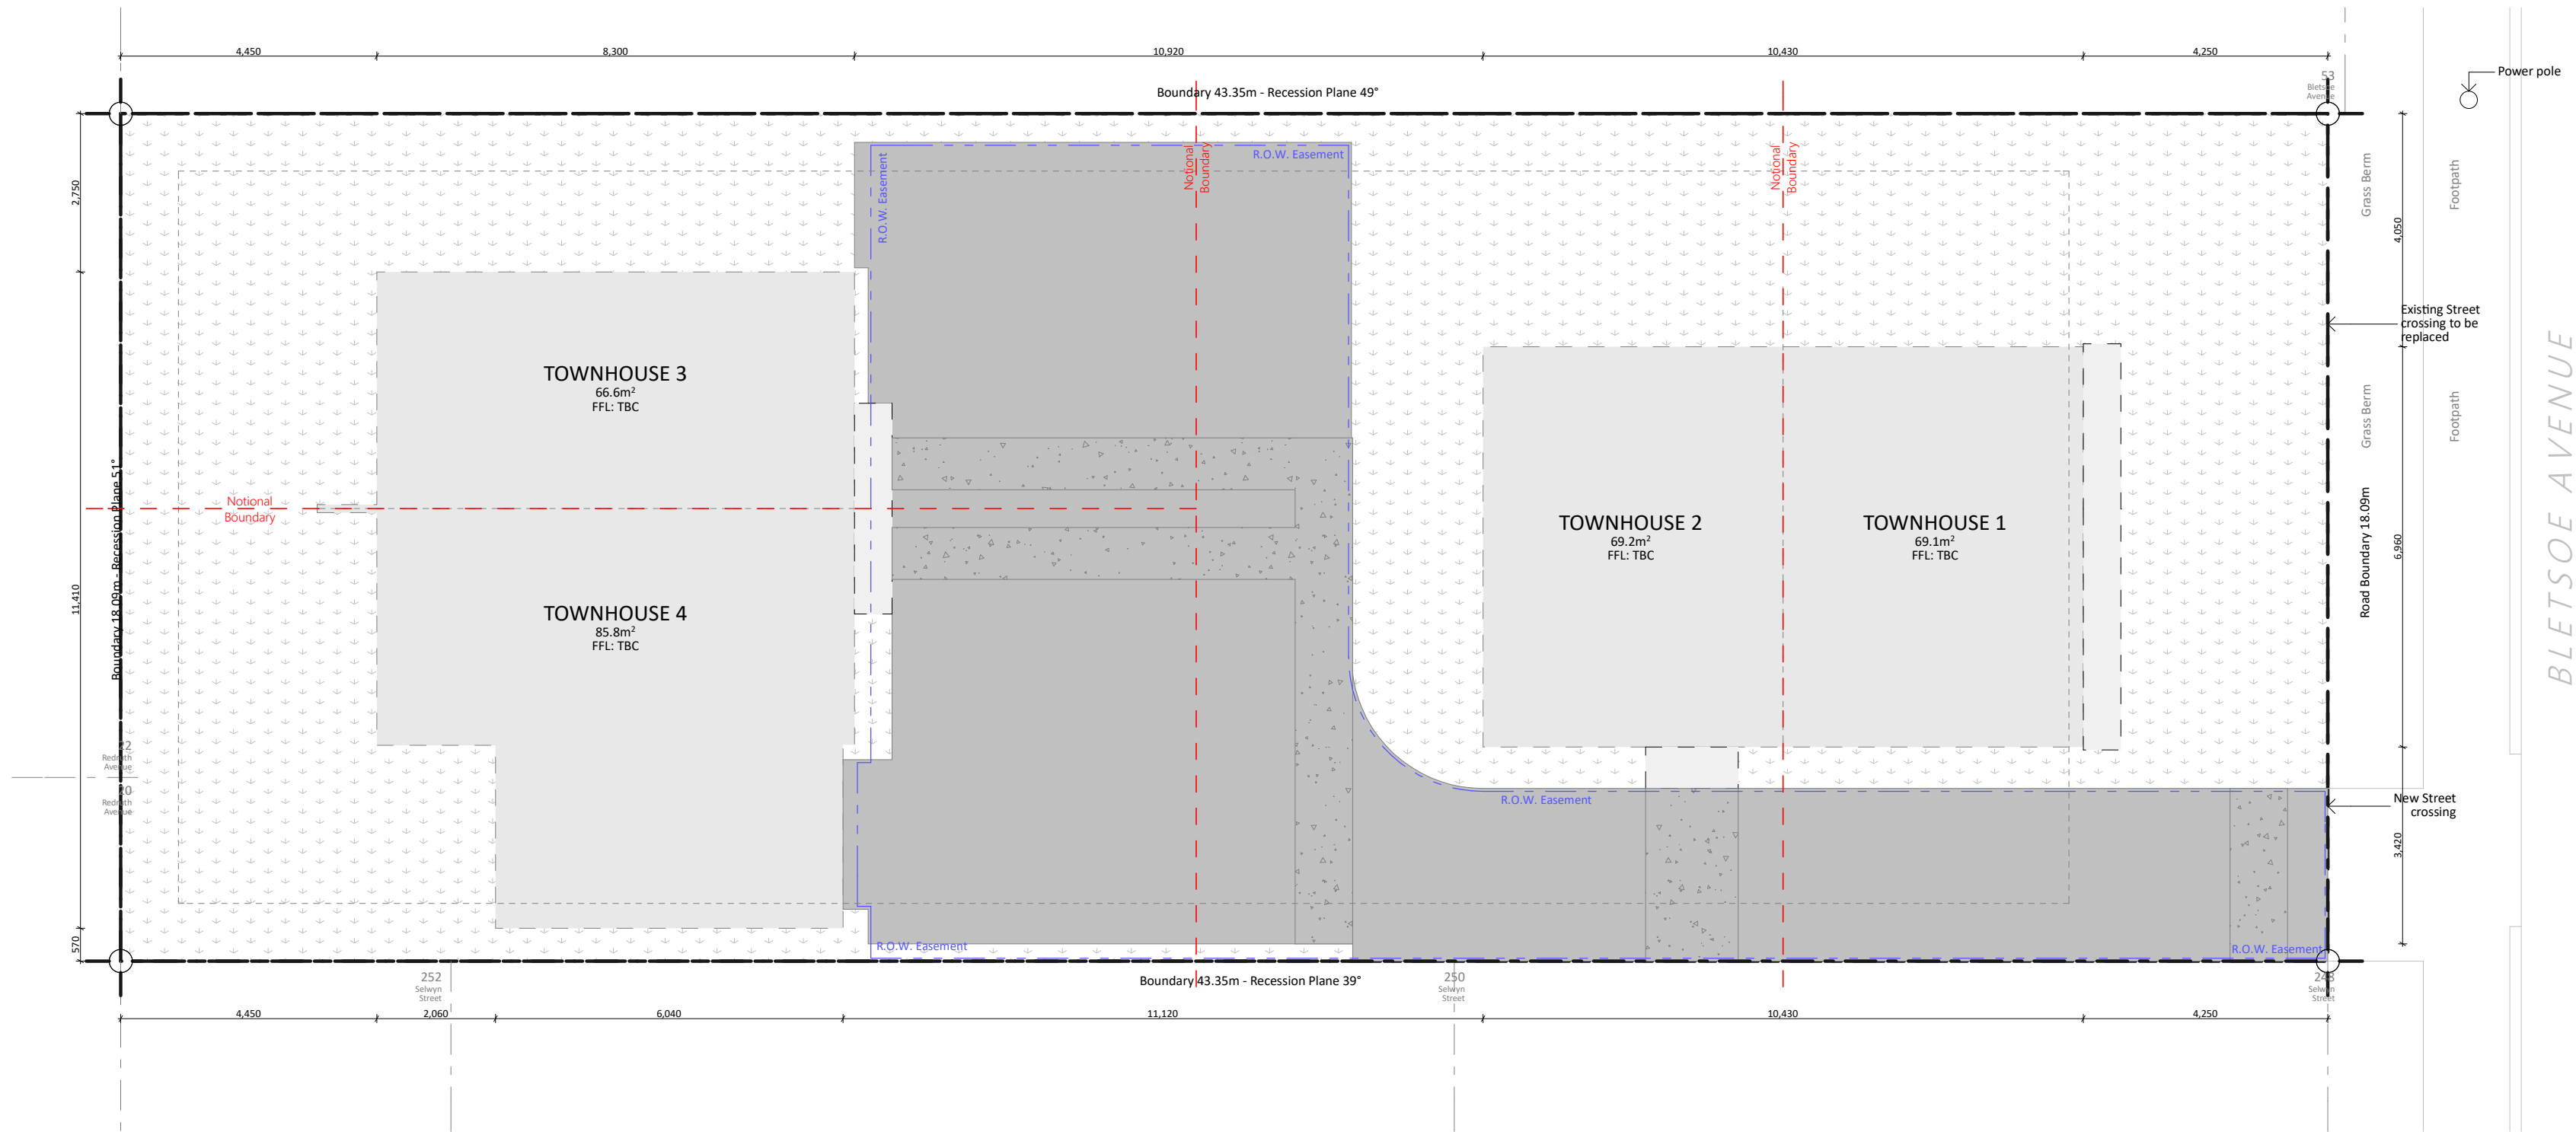 4,450
8,300
10,920
10,430
4,250
Boundary 43.35m - Recession Plane 49°
53
Bletsoe
Avenue
Power pole
R.O.W. Easement
R.O.W. Easement
Notional
Boundary
Notional
Boundary
Grass Berm
Footpath
2,750
4,050
Existing Street
crossing to be
replaced
TOWNHOUSE 3
66.6m²
FFL: TBC
Grass Berm
Footpath
BLETSOE AVENUE
Boundary 18.09m - Recession Plane 51°
Notional
Boundary
TOWNHOUSE 2
69.2m²
FFL: TBC
TOWNHOUSE 1
69.1m²
FFL: TBC
Road Boundary 18.09m
6,960
11,410
TOWNHOUSE 4
85.8m²
FFL: TBC
22
Redruth
Avenue
20
Redruth
Avenue
R.O.W. Easement
New Street
crossing
3,420
570
R.O.W. Easement
R.O.W. Easement
252
Selwyn
Street
Boundary 43.35m - Recession Plane 39°
250
Selwyn
Street
248
Selwyn
Street
4,450
2,060
6,040
11,120
10,430
4,250